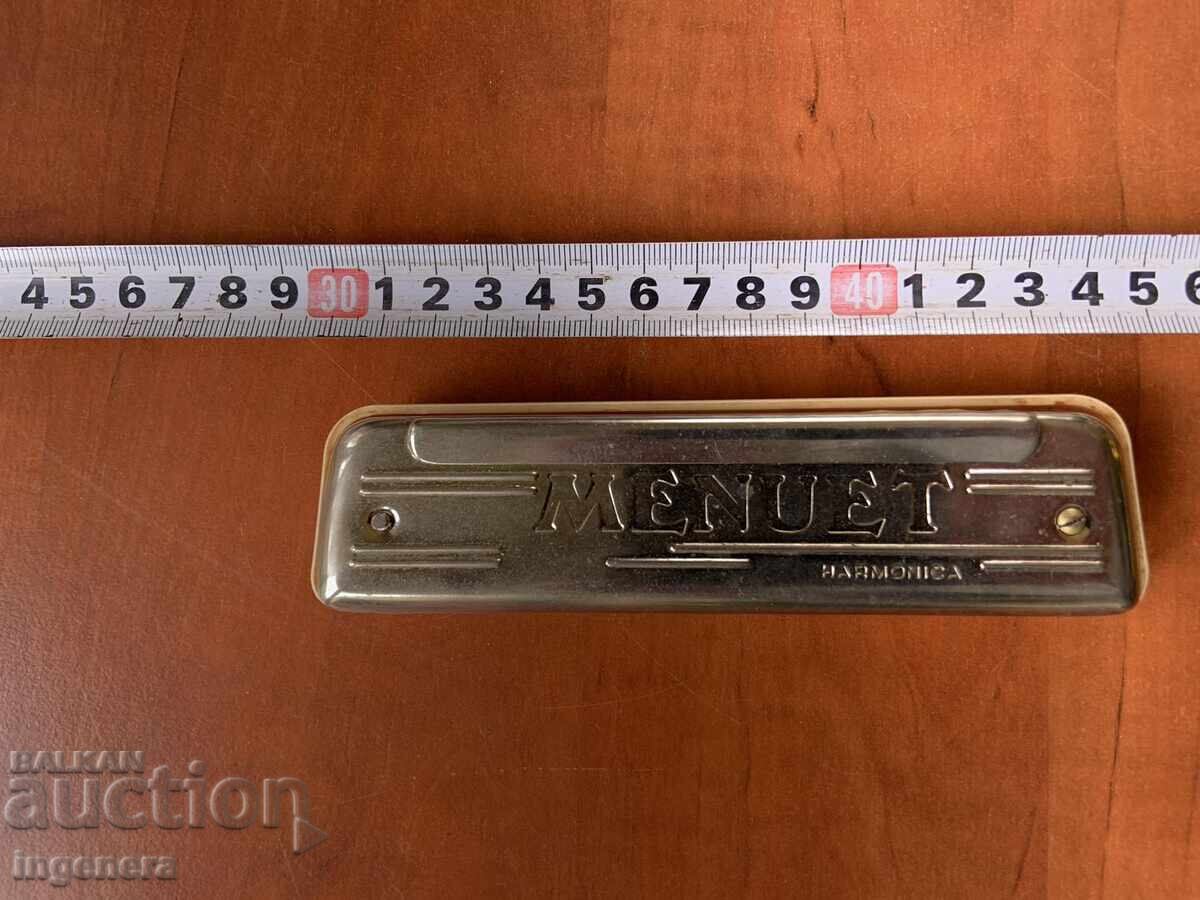 4 5 6 7 8 9 30 1 2 3 4 5 6 7 8 9 40 1 2 3 4 5 6
MENUET
HARMONICA
BALKAN
auction
ingenera